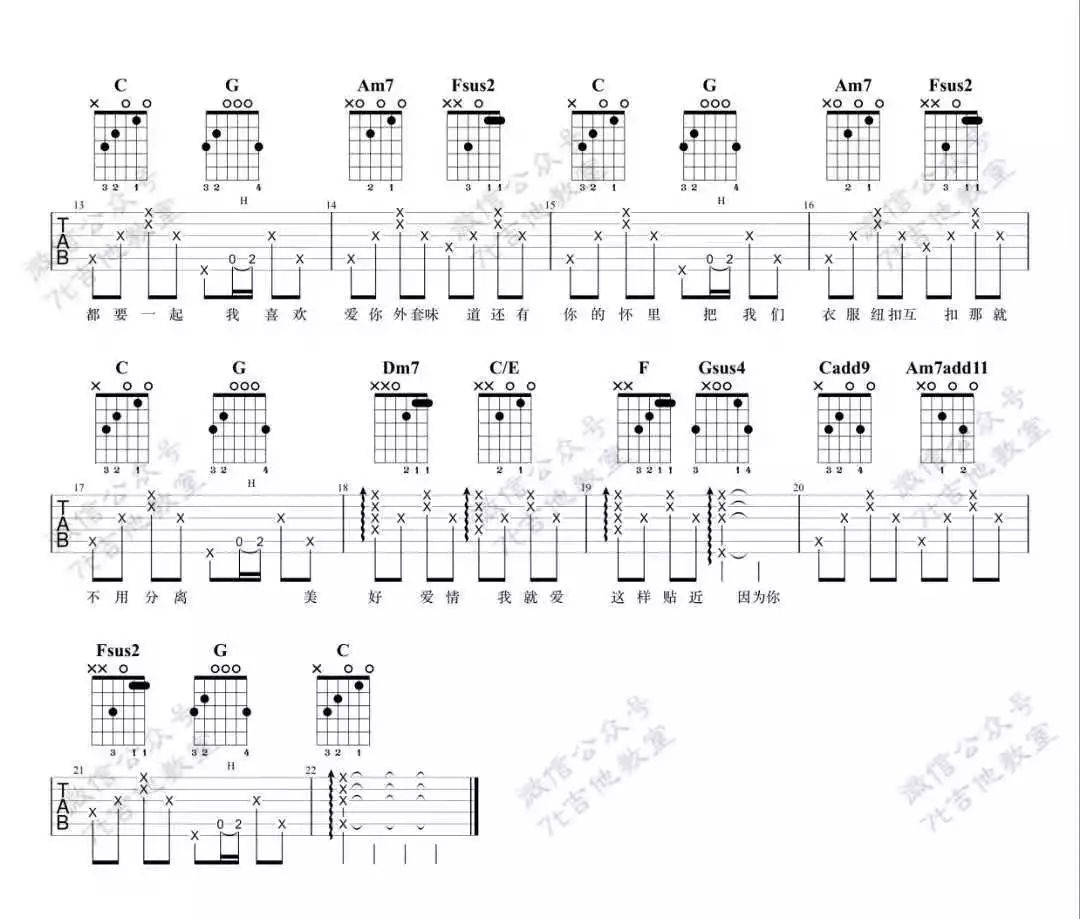 C G Am7 Fsus2 C G Am7 Fsus2
32 4 2 1 3 11 32 1 32 4 2 1 3 11
13 H 14 15 H 16
TAB 0 2 0 2
都要一起 我喜欢 爱你外套味 道还有 你的怀里 把我们 衣服纽扣互 扣那就
C G Dm7 C/E F Gsus4 Cadd9 Am7add11
32 1 32 4 211 2 1 3211 3 14 32 4 1 2
17 H 18 19 20
TAB 0 2
不用分离 美 好 爱情 我就爱 这样贴近 因为你
Fsus2 G C
3 11 32 4 32 1
21 H 22
TAB 0 2
微信公众号
7t吉他教室